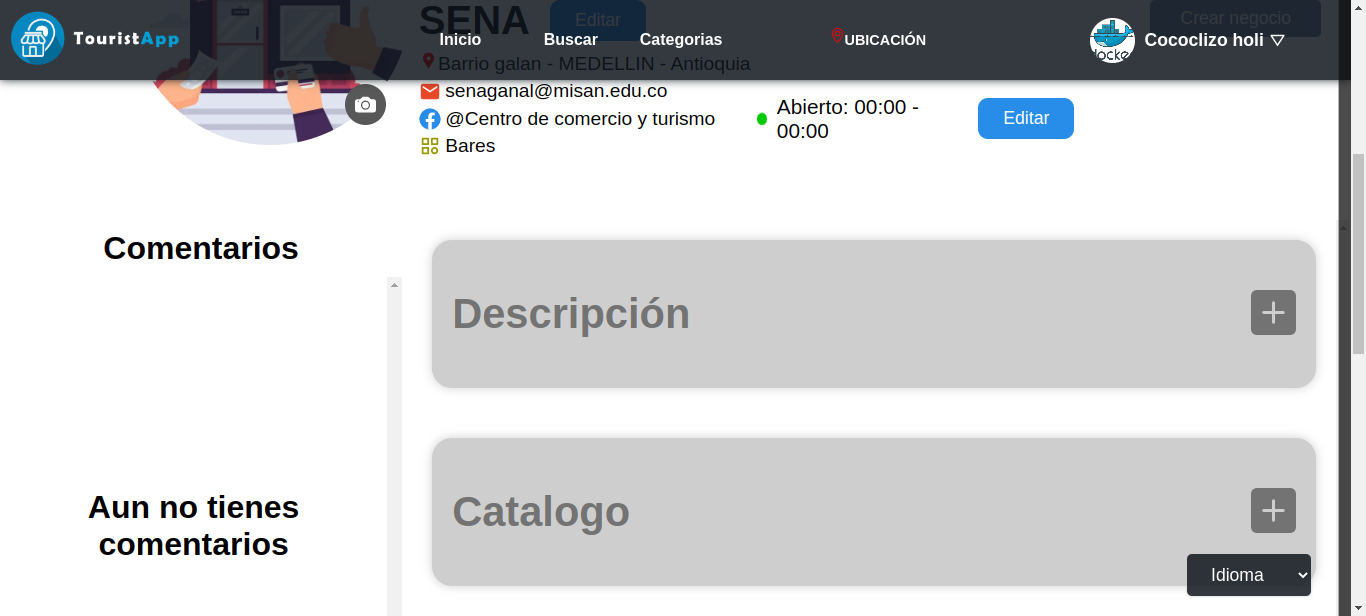 SENA
Editar
Crear negocio
TouristApp
Inicio
Buscar
Categorias
UBICACIÓN
Cococlizo holi
Barrio galan - MEDELLIN - Antioquia
senaganal@misan.edu.co
@Centro de comercio y turismo
Bares
Abierto: 00:00 -
00:00
Editar
Comentarios
Aun no tienes
comentarios
Descripción
Catalogo
Idioma